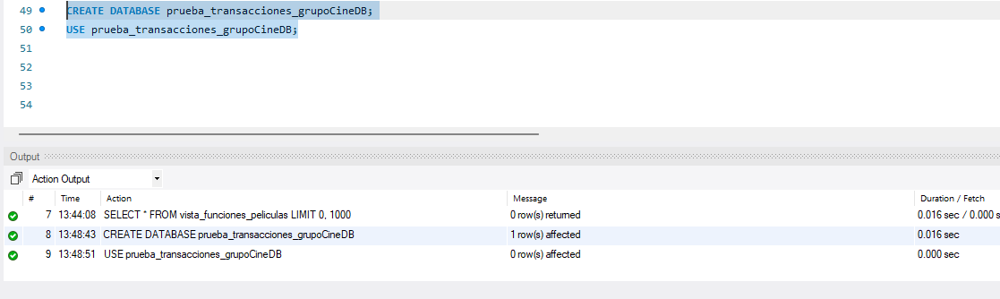 49 CREATE DATABASE prueba_transacciones_grupoCineDB;
50 USE prueba_transacciones_grupoCineDB;
51
52
53
54
Output
Action Output
# Time Action Message Duration / Fetch
7 13:44:08 SELECT * FROM vista_funciones_peliculas LIMIT 0, 1000 0 row(s) returned 0.016 sec / 0.000 s
8 13:48:43 CREATE DATABASE prueba_transacciones_grupoCineDB 1 row(s) affected 0.016 sec
9 13:48:51 USE prueba_transacciones_grupoCineDB 0 row(s) affected 0.000 sec